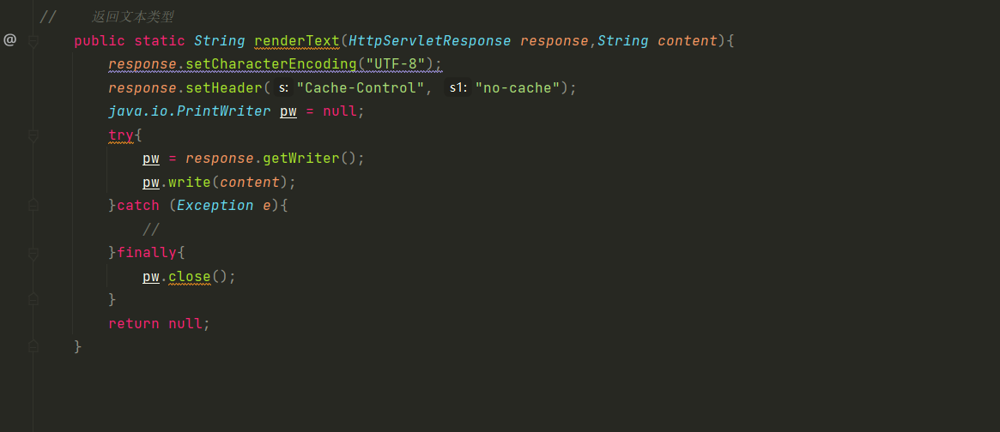 //    返回文本类型
@ public static String renderText(HttpServletResponse response,String content){
response.setCharacterEncoding("UTF-8");
response.setHeader( s: "Cache-Control", s1: "no-cache");
java.io.PrintWriter pw = null;
try{
pw = response.getWriter();
pw.write(content);
}catch (Exception e){
//
}finally{
pw.close();
}
return null;
}